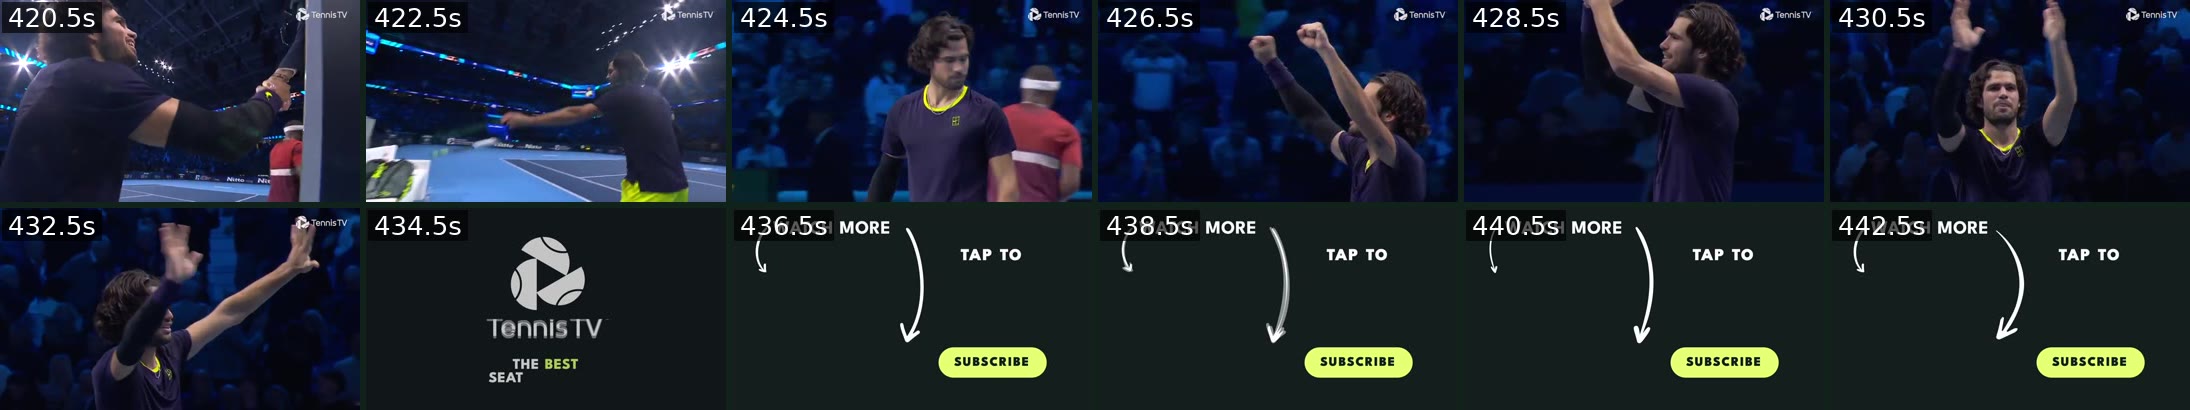 420.5s
TennisTV
422.5s
TennisTV
424.5s
TennisTV
426.5s
TennisTV
428.5s
TennisTV
430.5s
TennisTV
Nitto
Nitto
432.5s
TennisTV
434.5s
TennisTV
THE BEST
SEAT
436.5s
MORE
TAP TO
SUBSCRIBE
438.5s
MORE
TAP TO
SUBSCRIBE
440.5s
MORE
TAP TO
SUBSCRIBE
442.5s
MORE
TAP TO
SUBSCRIBE